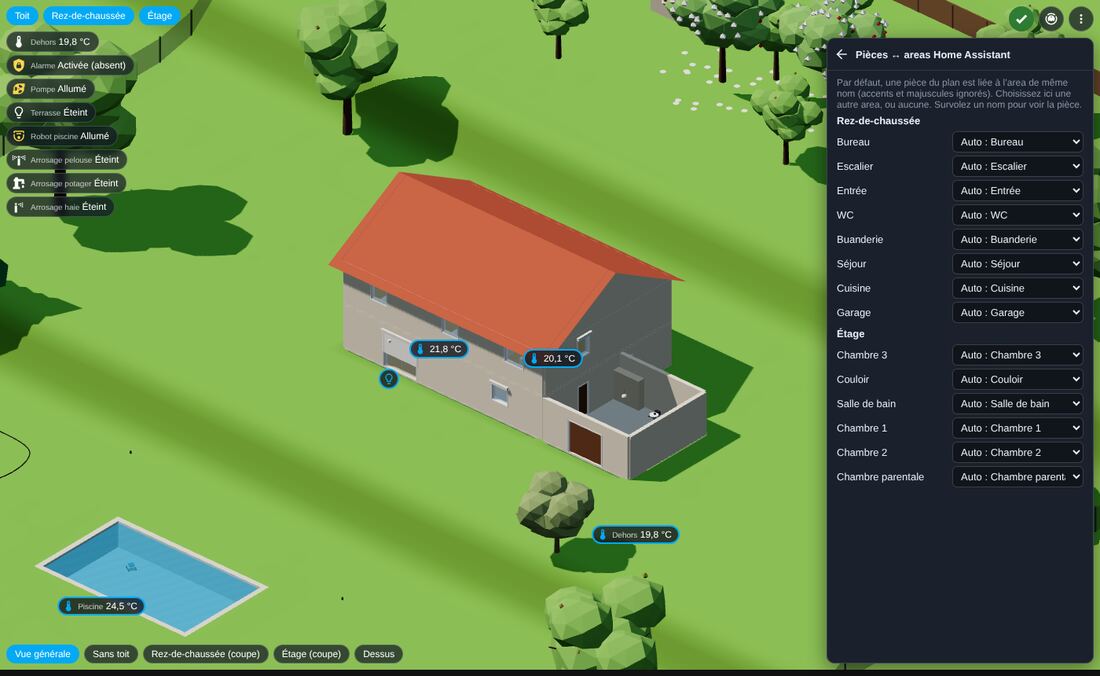 Toit
Rez-de-chaussée
Étage
Dehors 19,8 °C
Alarme Activée (absent)
Pompe Allumé
Terrasse Éteint
Robot piscine Allumé
Arrosage pelouse Éteint
Arrosage potager Éteint
Arrosage haie Éteint
21,8 °C
20,1 °C
Dehors 19,8 °C
Piscine 24,5 °C
Vue générale
Sans toit
Rez-de-chaussée (coupe)
Étage (coupe)
Dessus
Pièces ↔ areas Home Assistant
Par défaut, une pièce du plan est liée à l'area de même
nom (accents et majuscules ignorés). Choisissez ici une
autre area, ou aucune. Survolez un nom pour voir la pièce.
Rez-de-chaussée
Bureau Auto : Bureau
Escalier Auto : Escalier
Entrée Auto : Entrée
WC Auto : WC
Buanderie Auto : Buanderie
Séjour Auto : Séjour
Cuisine Auto : Cuisine
Garage Auto : Garage
Étage
Chambre 3 Auto : Chambre 3
Couloir Auto : Couloir
Salle de bain Auto : Salle de bain
Chambre 1 Auto : Chambre 1
Chambre 2 Auto : Chambre 2
Chambre parentale Auto : Chambre parent